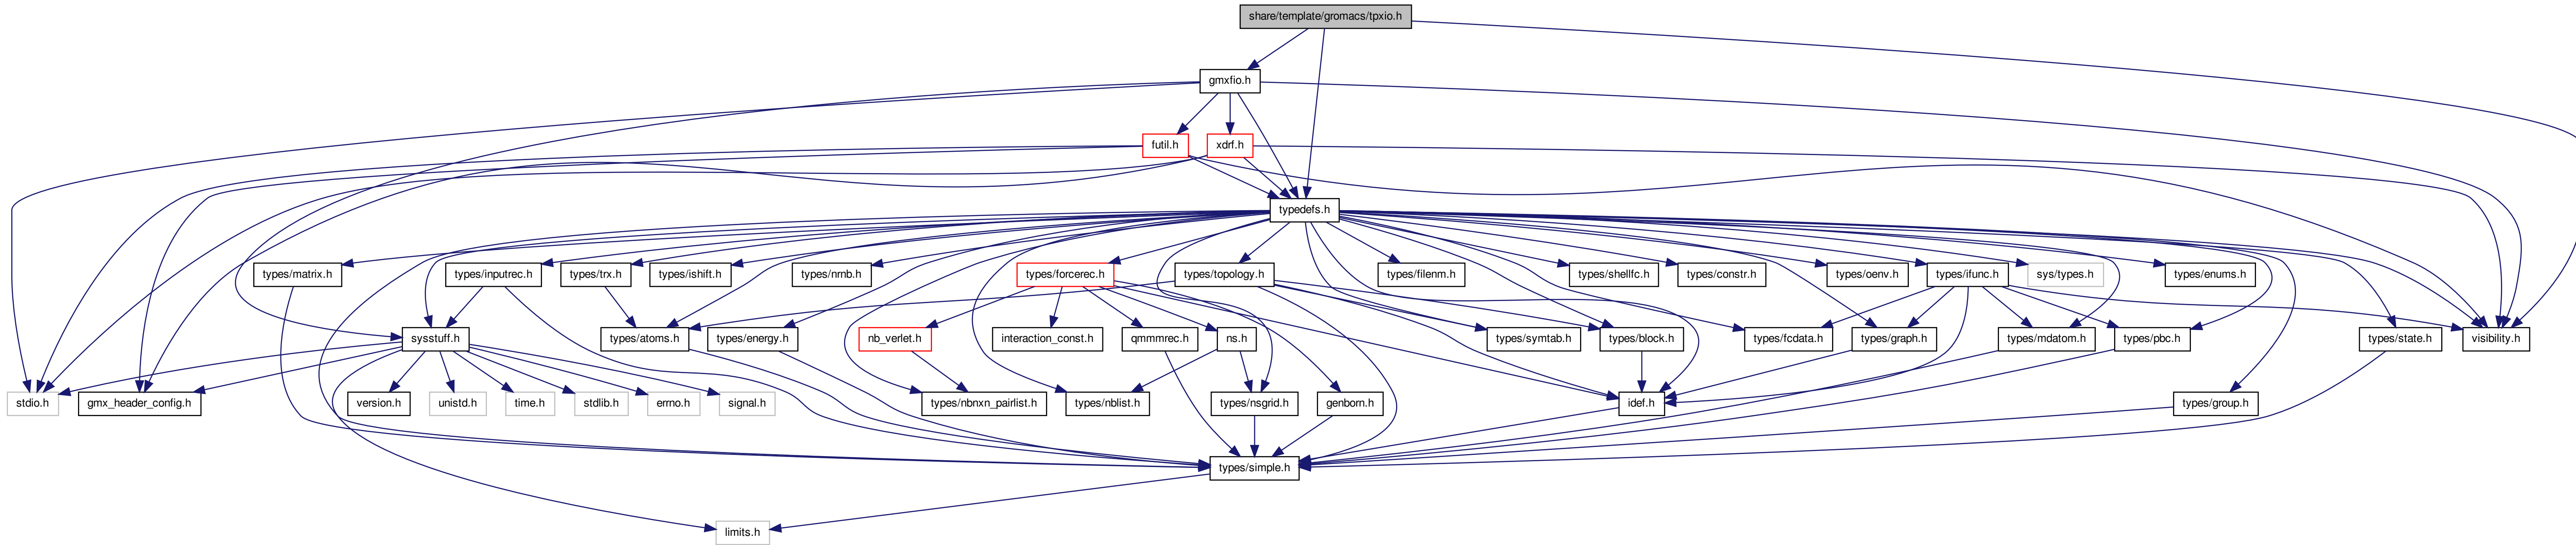 share/template/gromacs/tpxio.h
gmxfio.h
futil.h
xdrf.h
typedefs.h
types/matrix.h
types/inputrec.h
types/trx.h
types/ishift.h
types/nrnb.h
types/forcerec.h
types/topology.h
types/filenm.h
types/shellfc.h
types/constr.h
types/oenv.h
types/ifunc.h
sys/types.h
types/enums.h
sysstuff.h
types/atoms.h
types/energy.h
nb_verlet.h
interaction_const.h
qmmmrec.h
ns.h
types/symtab.h
types/block.h
types/fcdata.h
types/graph.h
types/mdatom.h
types/pbc.h
types/state.h
visibility.h
stdio.h
gmx_header_config.h
version.h
unistd.h
time.h
stdlib.h
errno.h
signal.h
types/nbnxn_pairlist.h
types/nblist.h
types/nsgrid.h
genborn.h
idef.h
types/group.h
types/simple.h
limits.h